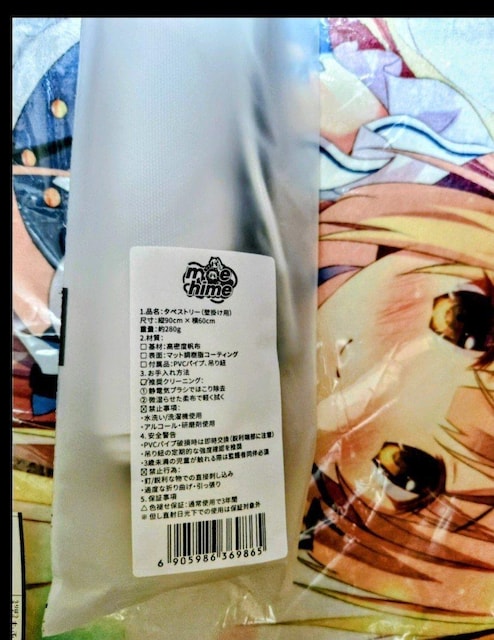 moe
chime
1.品名:タペストリー(壁掛け用)
尺寸:縦90cm × 横60cm
重量:約280g
2.材質:
□ 基材:高密度帆布
□ 表面:マット調樹脂コーティング
□ 付属品:PVCパイプ、吊り紐
3.お手入れ方法
☑推奨クリーニング:
① 静電気ブラシでほこり除去
② 微湿らせた柔布で軽く拭く
☒ 禁止事項:
・水洗い/洗濯機使用
・アルコール・研磨剤使用
4.安全警告
・PVCパイプ破損時は即時交換(鋭利端部に注意)
・吊り紐の定期的な強度確認を推奨
・3歳未満の児童が触れる際は監督者同伴必須
☒ 禁止行為:
・釘/鋭利な物での直接刺し込み
・過度な折り曲げ・引っ張り
5.保証事項
△ 色褪せ保証:通常使用で3年間
※ 但し直射日光下での使用は保証対象外
6 905986 369865